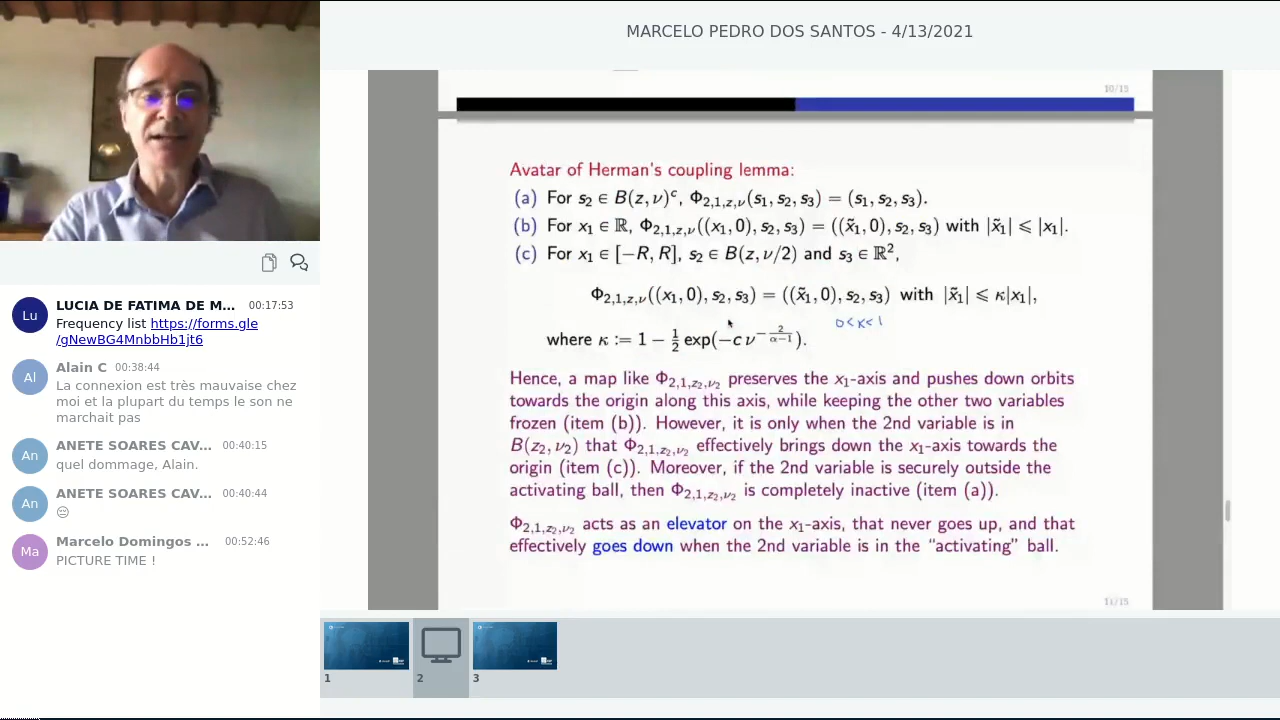 MARCELO PEDRO DOS SANTOS - 4/13/2021
LUCIA DE FATIMA DE M... 00:17:53
Frequency list https://forms.gle
/gNewBG4MnbbHb1jt6
Alain C 00:38:44
La connexion est très mauvaise chez
moi et la plupart du temps le son ne
marchait pas
ANETE SOARES CAV... 00:40:15
quel dommage, Alain.
ANETE SOARES CAV... 00:40:44
Marcelo Domingos ... 00:52:46
PICTURE TIME !
Lu
Al
An
An
Ma
10/15
Avatar of Herman's coupling lemma:
(a) For s₂ ∈ B(z, ν)ᶜ, Φ₂,₁,z,ν(s₁, s₂, s₃) = (s₁, s₂, s₃).
(b) For x₁ ∈ ℝ, Φ₂,₁,z,ν((x₁, 0), s₂, s₃) = ((x̃₁, 0), s₂, s₃) with |x̃₁| ⩽ |x₁|.
(c) For x₁ ∈ [−R, R], s₂ ∈ B(z, ν/2) and s₃ ∈ ℝ²,
Φ₂,₁,z,ν((x₁, 0), s₂, s₃) = ((x̃₁, 0), s₂, s₃) with |x̃₁| ⩽ κ|x₁|,
0<κ<1
where κ := 1 − ½ exp(−c ν^{−2/(α−1)}).
Hence, a map like Φ₂,₁,z₂,ν₂ preserves the x₁-axis and pushes down orbits
towards the origin along this axis, while keeping the other two variables
frozen (item (b)). However, it is only when the 2nd variable is in
B(z₂, ν₂) that Φ₂,₁,z₂,ν₂ effectively brings down the x₁-axis towards the
origin (item (c)). Moreover, if the 2nd variable is securely outside the
activating ball, then Φ₂,₁,z₂,ν₂ is completely inactive (item (a)).
Φ₂,₁,z₂,ν₂ acts as an elevator on the x₁-axis, that never goes up, and that
effectively goes down when the 2nd variable is in the "activating" ball.
11/15
1
2
3